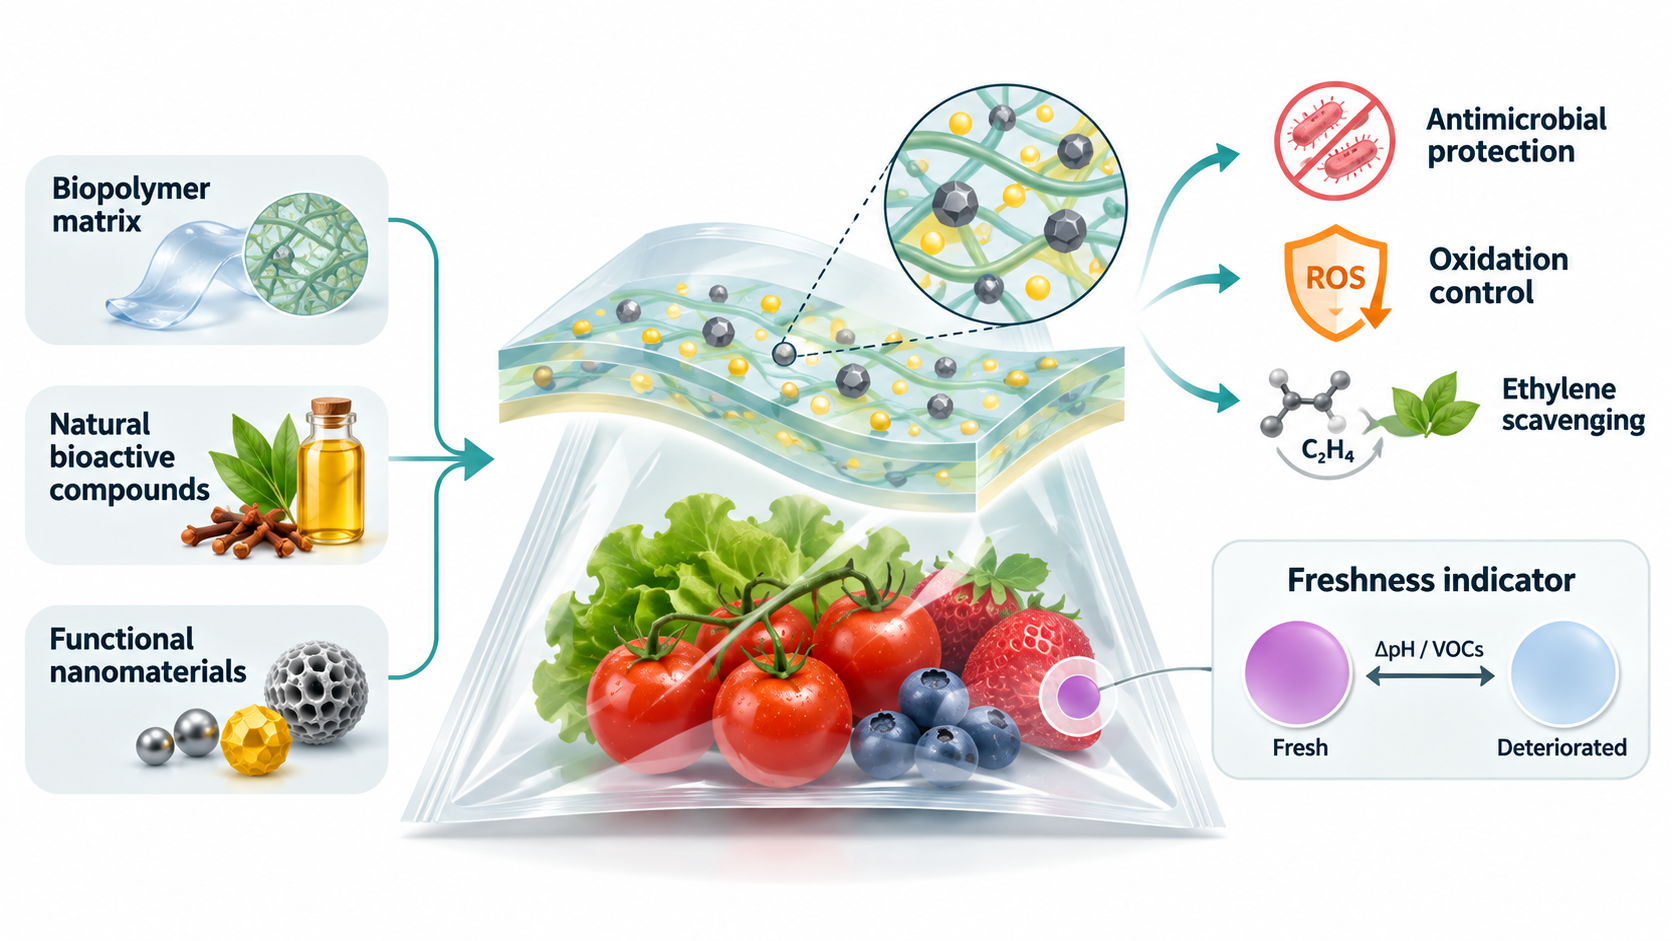 Biopolymer
matrix
Natural
bioactive
compounds
Functional
nanomaterials
Antimicrobial
protection
ROS
Oxidation
control
C₂H₄
Ethylene
scavenging
Freshness indicator
ΔpH / VOCs
Fresh
Deteriorated